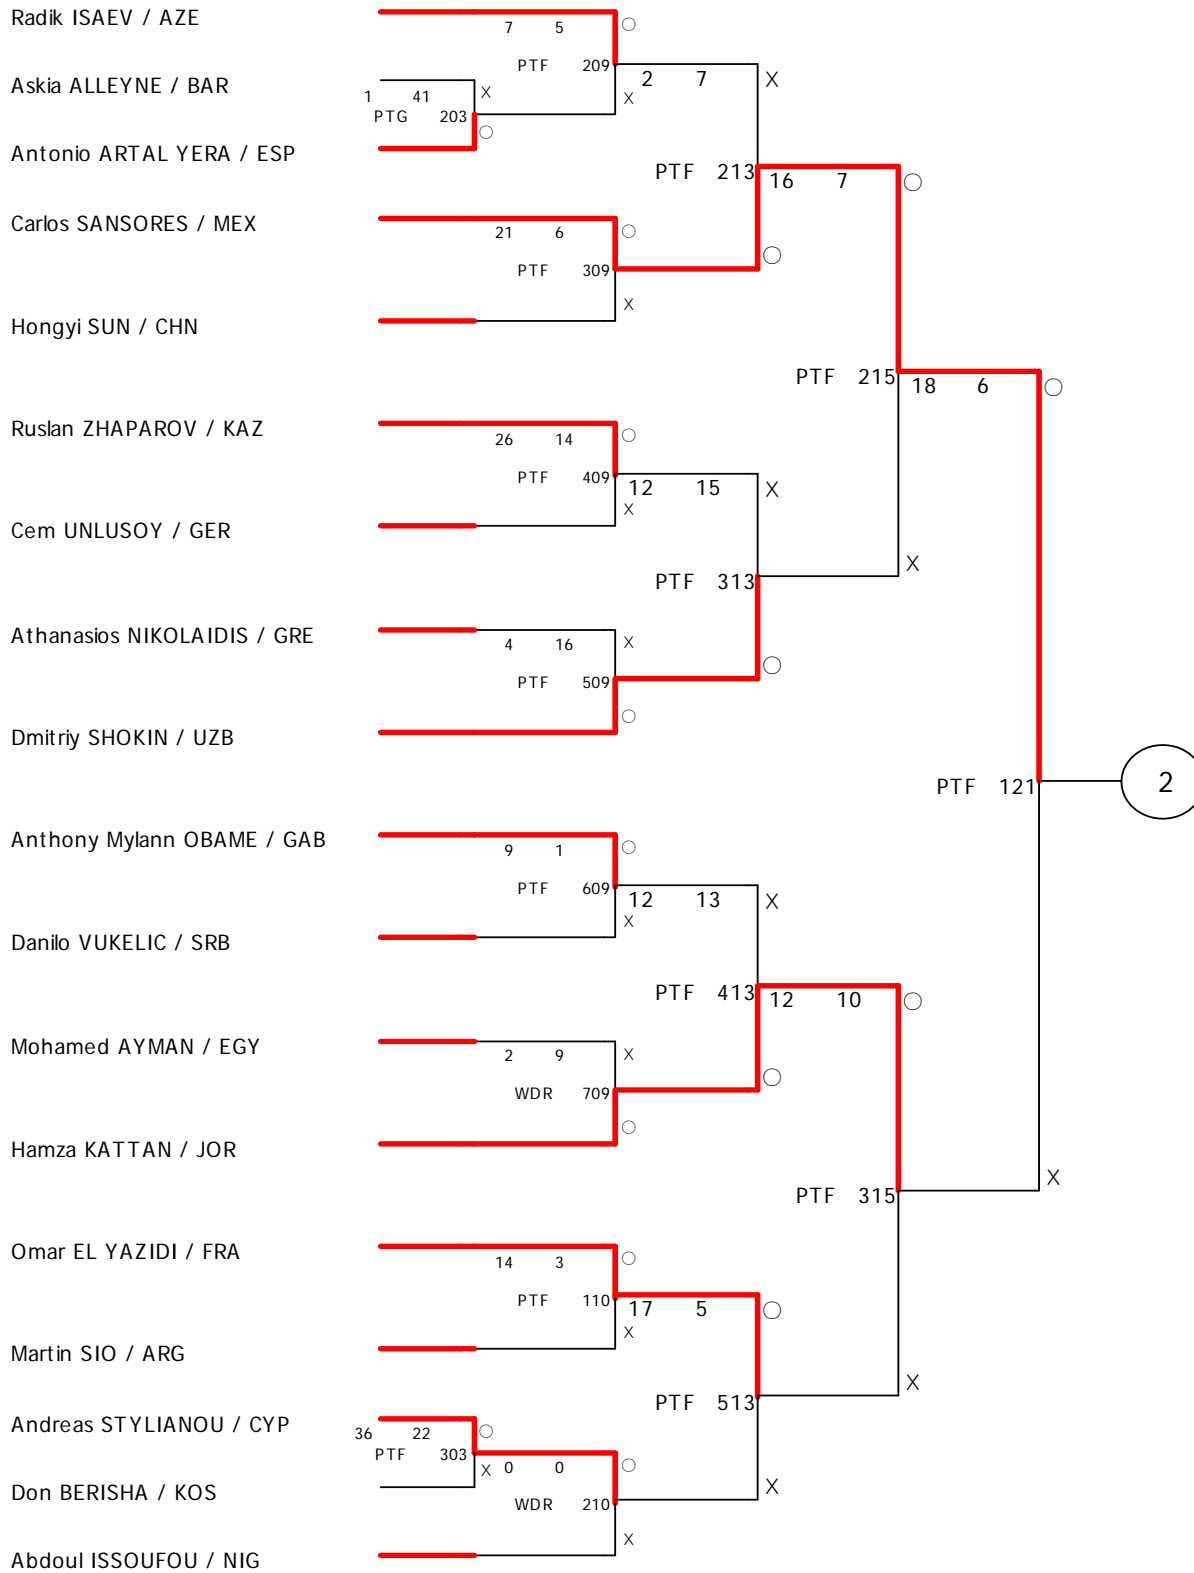 Radik ISAEV / AZE
7 5 ○
PTF 209
2 7 X
Askia ALLEYNE / BAR
1 41 X X
PTG 203
○
Antonio ARTAL YERA / ESP
PTF 213
16 7 ○
Carlos SANSORES / MEX
21 6 ○
○
PTF 309
X
Hongyi SUN / CHN
PTF 215
18 6 ○
Ruslan ZHAPAROV / KAZ
26 14 ○
PTF 409
12 15 X
X
Cem UNLUSOY / GER
X
PTF 313
Athanasios NIKOLAIDIS / GRE
4 16 X
○
PTF 509
○
Dmitriy SHOKIN / UZB
PTF 121
2
Anthony Mylann OBAME / GAB
9 1 ○
PTF 609
12 13 X
X
Danilo VUKELIC / SRB
PTF 413
12 10 ○
Mohamed AYMAN / EGY
2 9 X
○
WDR 709
○
Hamza KATTAN / JOR
X
PTF 315
Omar EL YAZIDI / FRA
14 3 ○
PTF 110
17 5 ○
X
Martin SIO / ARG
X
PTF 513
Andreas STYLIANOU / CYP
36 22 ○
PTF 303
X 0 0 ○
Don BERISHA / KOS
X
WDR 210
X
Abdoul ISSOUFOU / NIG